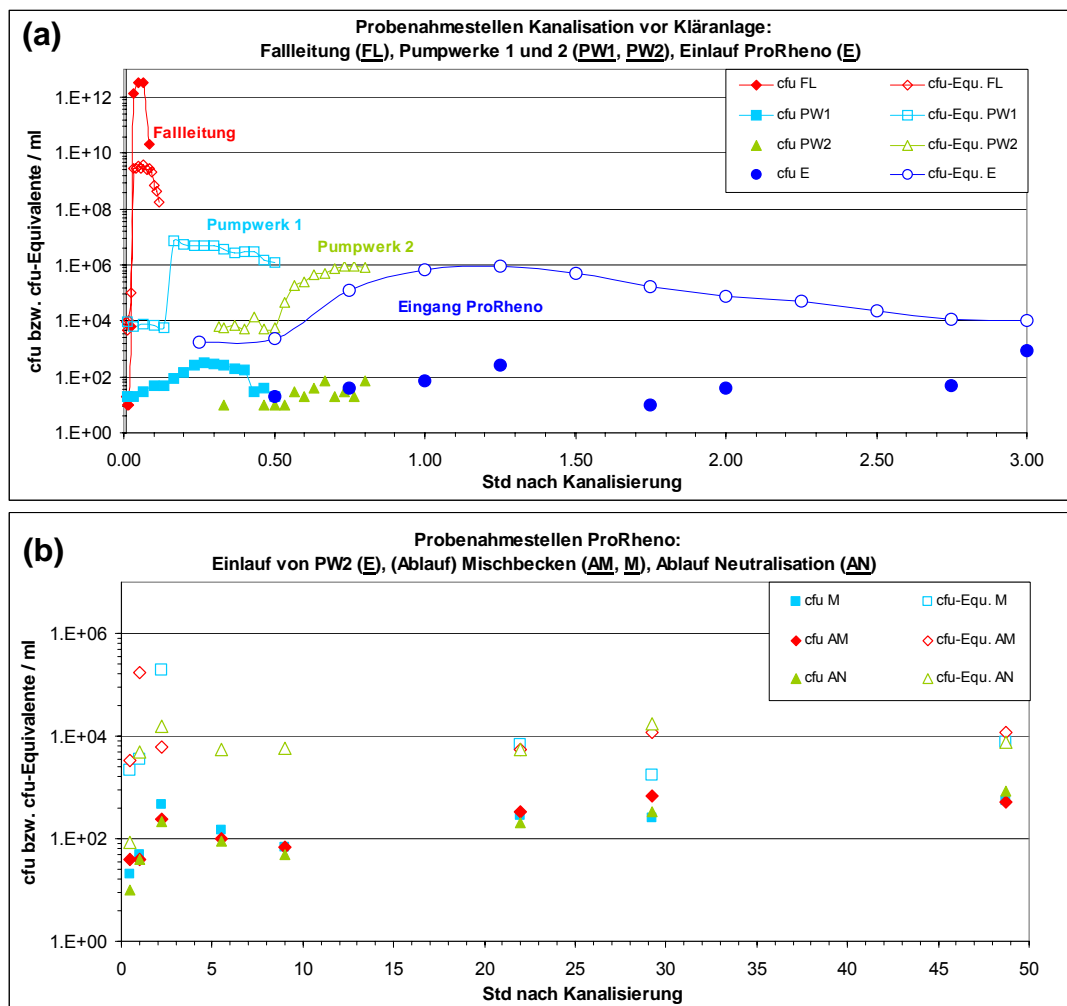 (a)
Probenahmestellen Kanalisation vor Kläranlage:
Fallleitung (FL), Pumpwerke 1 und 2 (PW1, PW2), Einlauf ProRheno (E)
cfu bzw. cfu-Equivalente / ml
1.E+12
1.E+10
1.E+08
1.E+06
1.E+04
1.E+02
1.E+00
cfu FL
cfu-Equ. FL
cfu PW1
cfu-Equ. PW1
cfu PW2
cfu-Equ. PW2
cfu E
cfu-Equ. E
Fallleitung
Pumpwerk 1
Pumpwerk 2
Eingang ProRheno
0.00 0.50 1.00 1.50 2.00 2.50 3.00
Std nach Kanalisierung
(b)
Probenahmestellen ProRheno:
Einlauf von PW2 (E), (Ablauf) Mischbecken (AM, M), Ablauf Neutralisation (AN)
cfu bzw. cfu-Equivalente / ml
1.E+06
1.E+04
1.E+02
1.E+00
cfu M
cfu-Equ. M
cfu AM
cfu-Equ. AM
cfu AN
cfu-Equ. AN
0 5 10 15 20 25 30 35 40 45 50
Std nach Kanalisierung